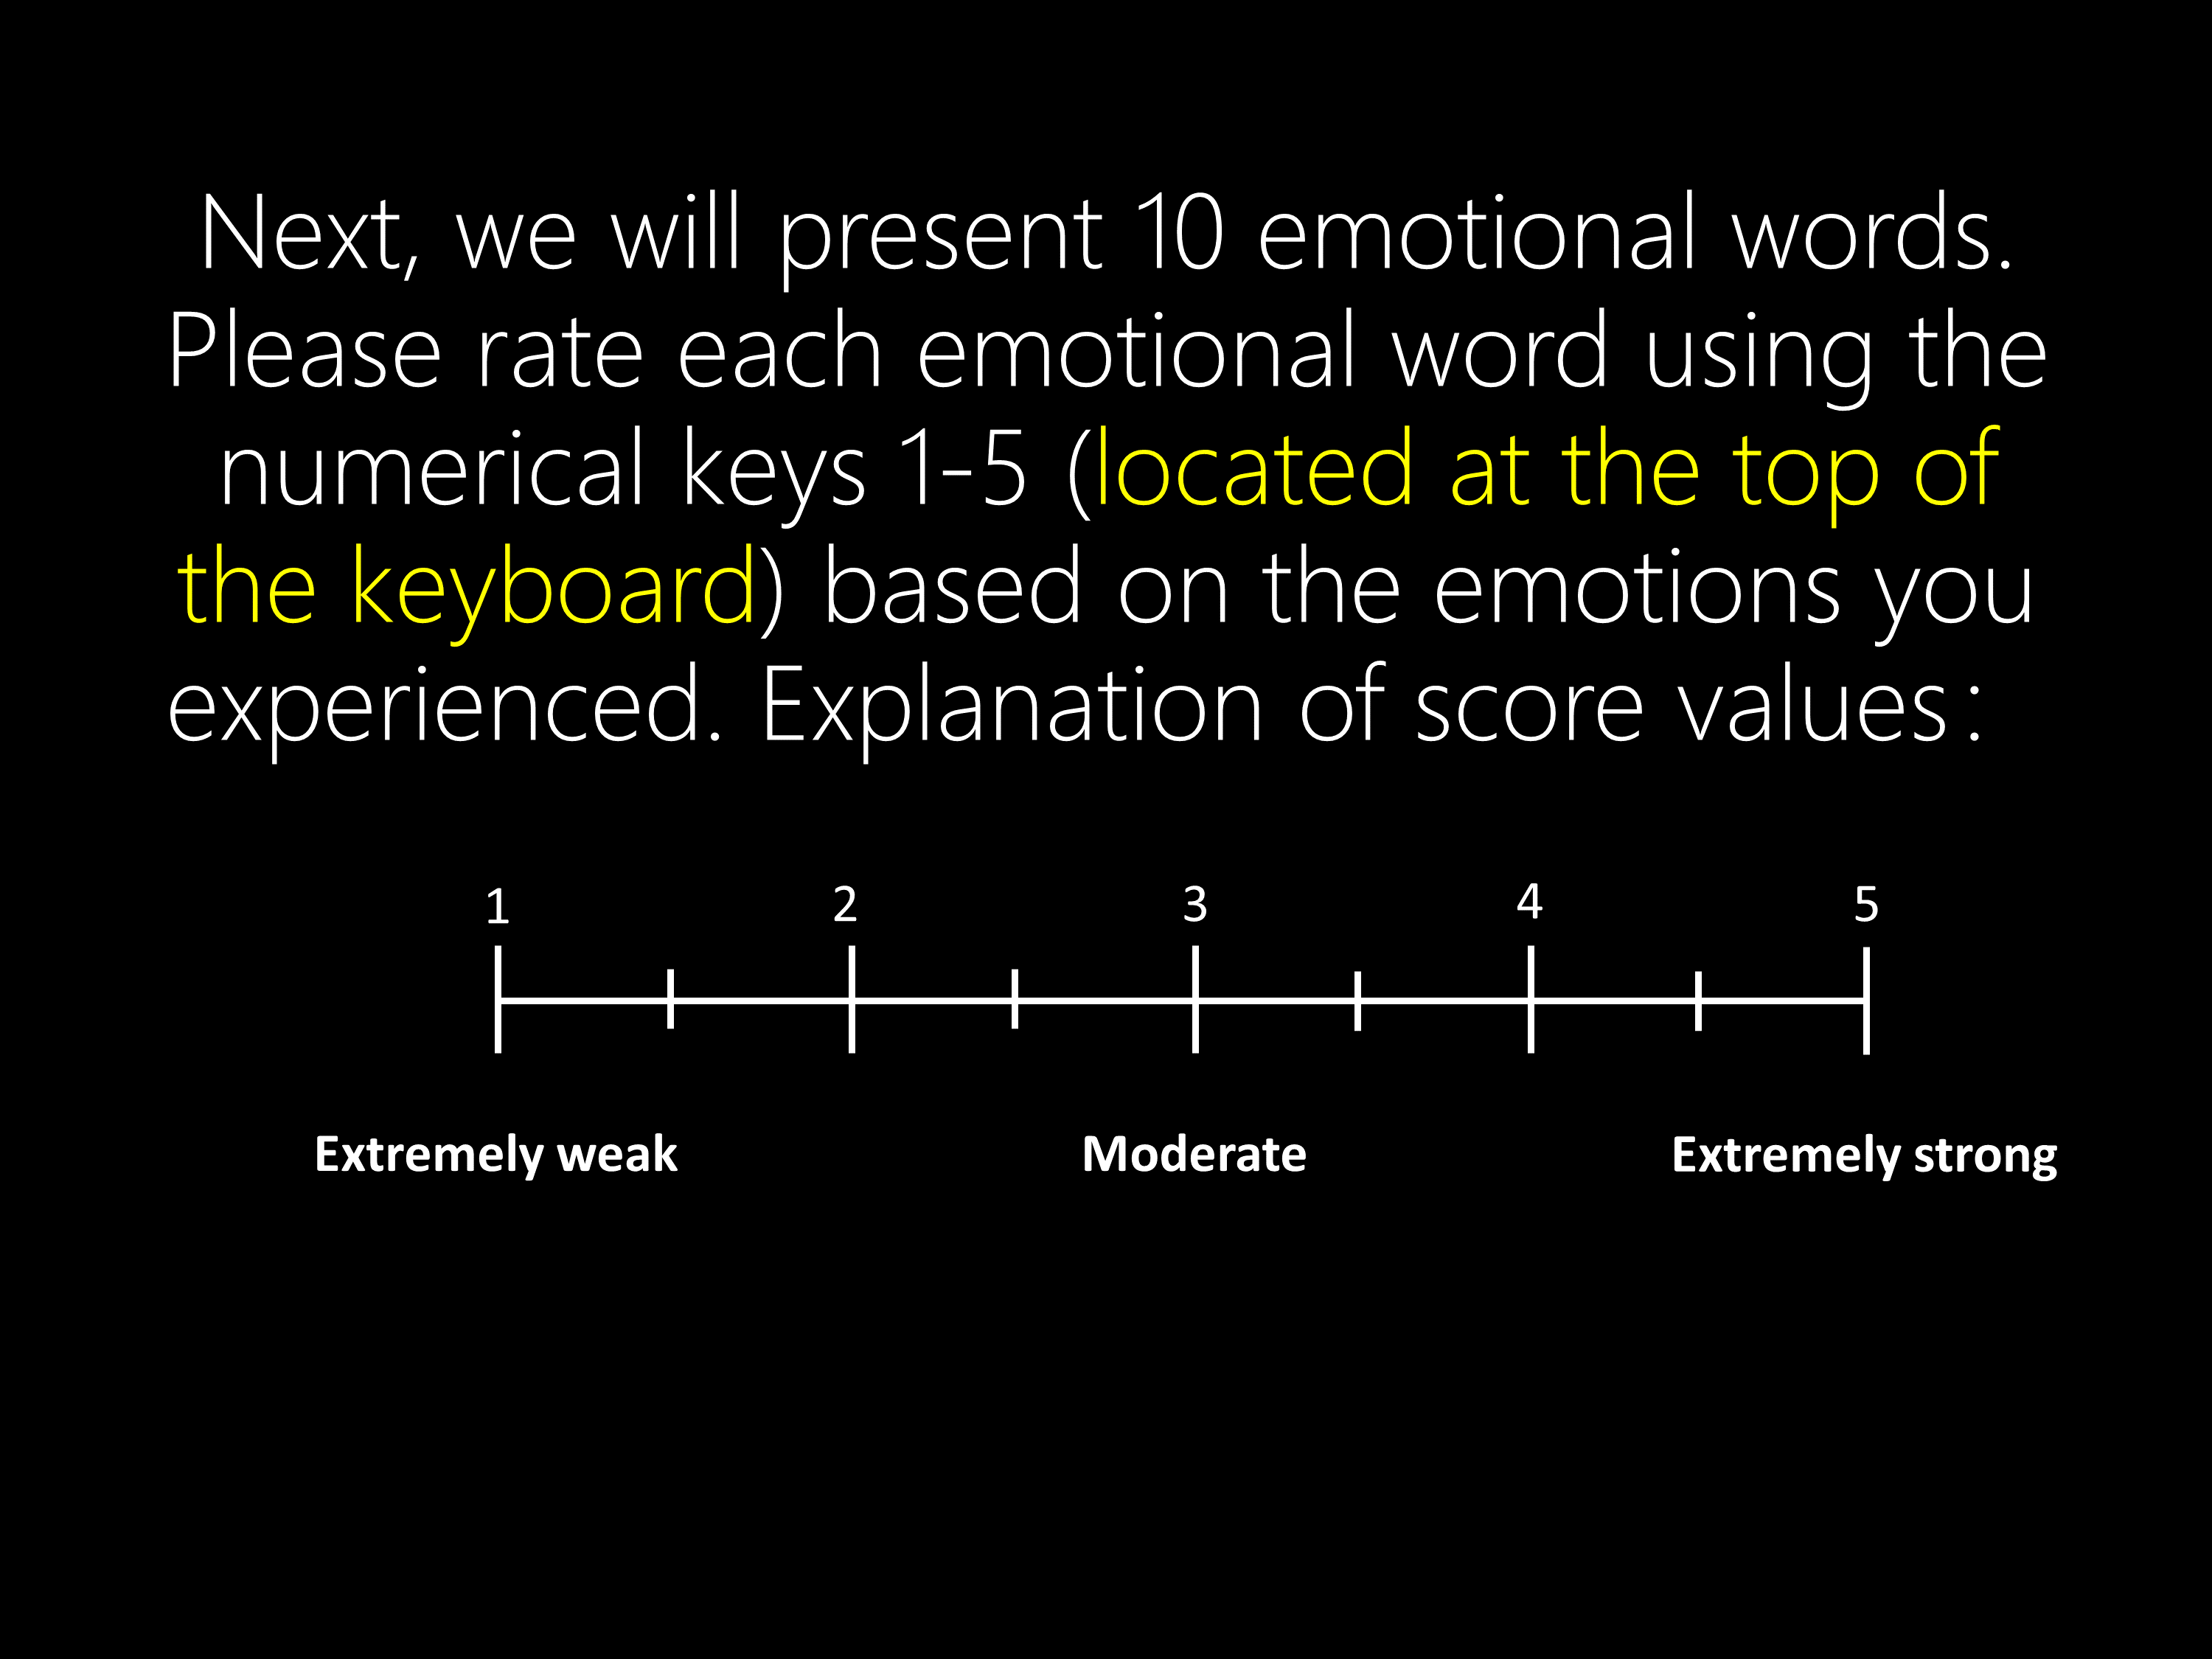 Next, we will present 10 emotional words.
Please rate each emotional word using the
numerical keys 1–5 (located at the top of
the keyboard) based on the emotions you
experienced. Explanation of score values:
1 2 3 4 5
Extremely weak Moderate Extremely strong